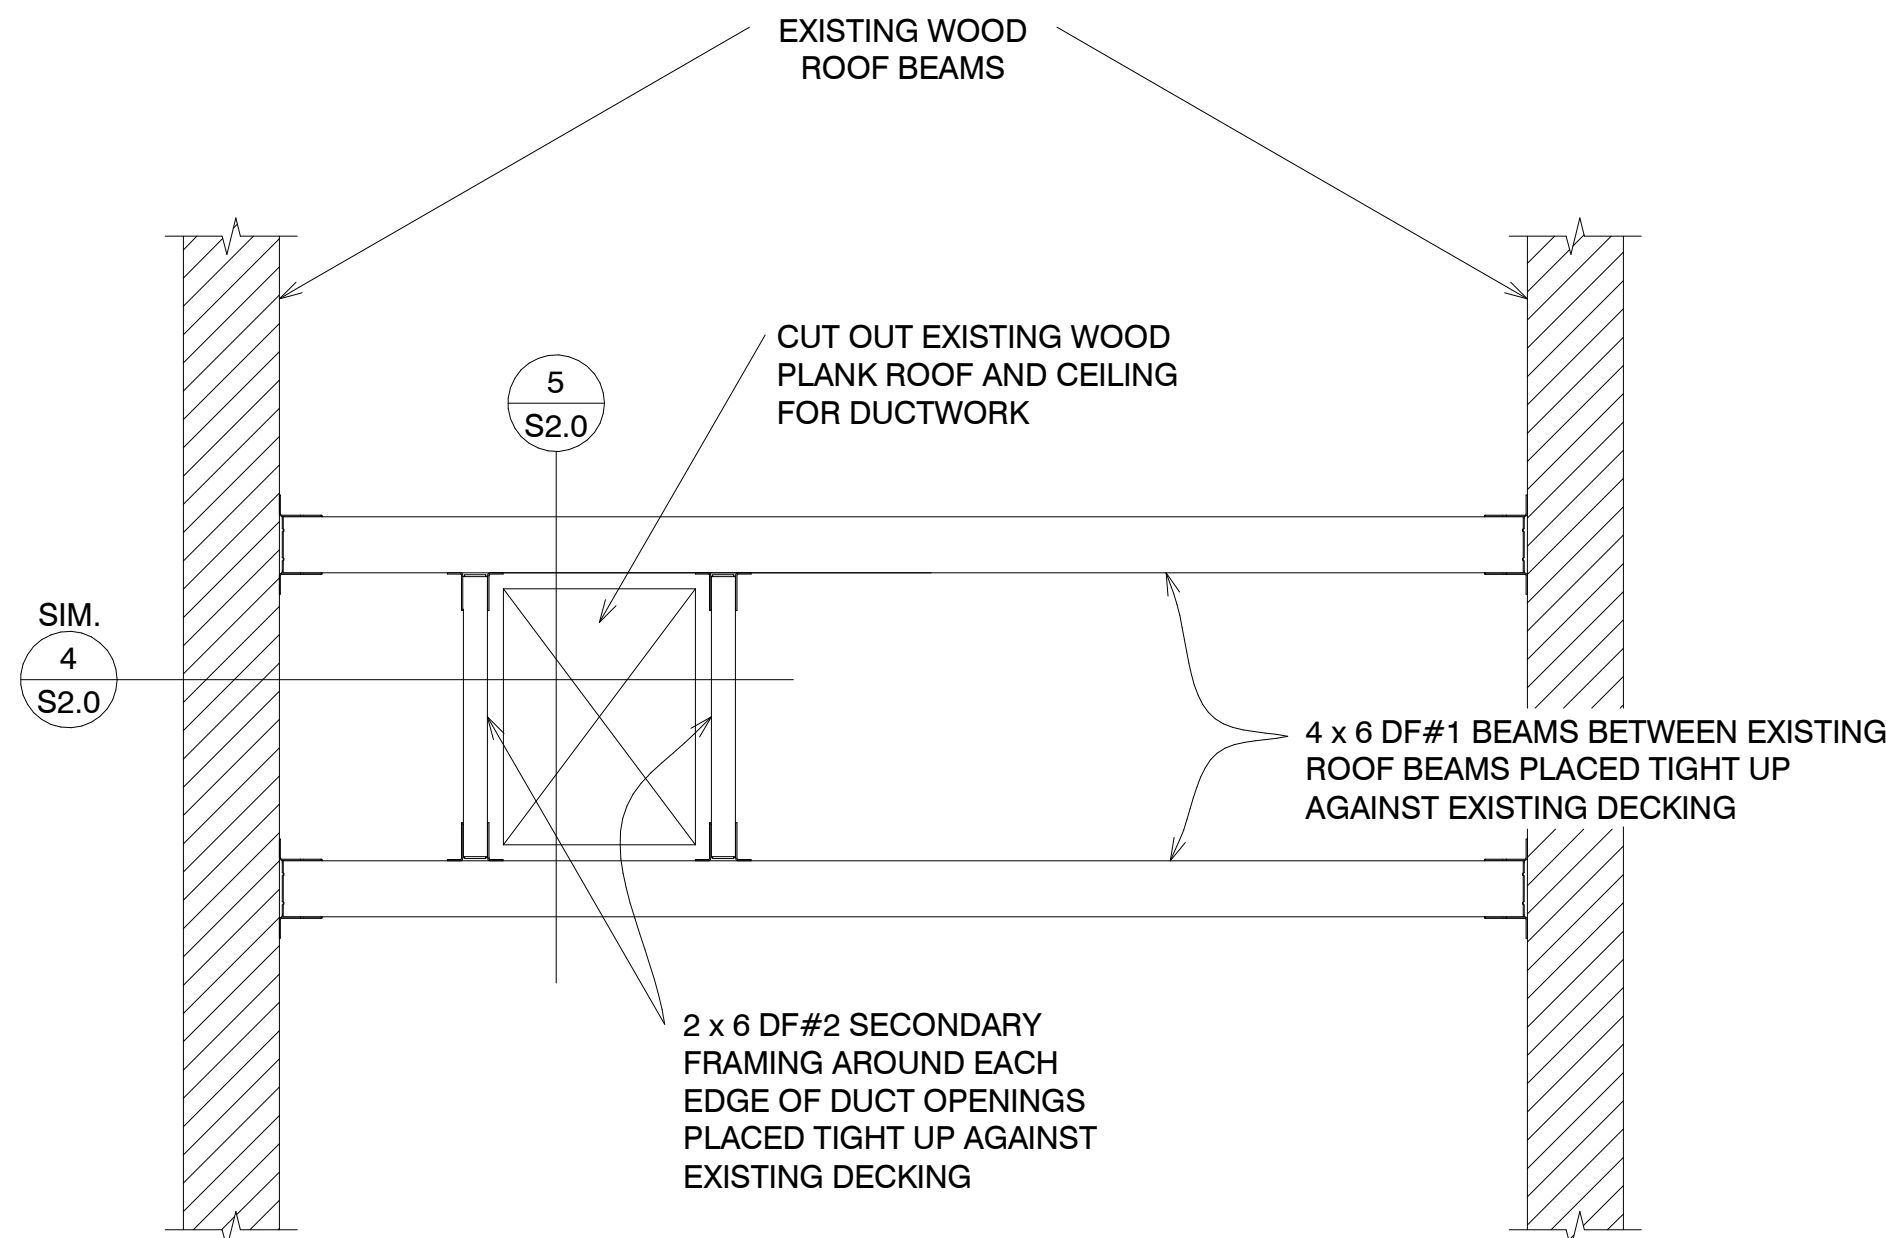 EXISTING WOOD
ROOF BEAMS
CUT OUT EXISTING WOOD
PLANK ROOF AND CEILING
FOR DUCTWORK
5
S2.0
SIM.
4
S2.0
4 x 6 DF#1 BEAMS BETWEEN EXISTING
ROOF BEAMS PLACED TIGHT UP
AGAINST EXISTING DECKING
2 x 6 DF#2 SECONDARY
FRAMING AROUND EACH
EDGE OF DUCT OPENINGS
PLACED TIGHT UP AGAINST
EXISTING DECKING